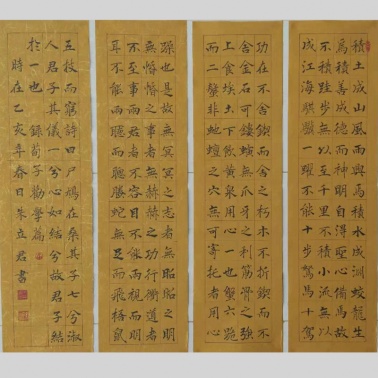 積土成山風雨興焉積水成淵蛟龍生
焉積善成德而神明自得聖心備焉故
不積跬步無以至千里不積小流無以
成江海騏驥一躍不能十步駑馬十駕
功在不舍鍥而舍之朽木不折鍥而不
舍金石可鏤螾無爪牙之利筋骨之強
上食埃土下飲黃泉用心一也蟹六跪
而二螯非蛇蟺之穴無可寄託者用心
躁也是故無冥冥之志者無昭昭之明
無惛惛之事者無赫赫之功行衢道者
不至事兩君者不容目不能兩視而明
耳不能兩聽而聰螣蛇無足而飛梧鼠
五技而窮詩曰尸鳩在桑其子七兮淑
人君子其儀一兮心如結兮故君子結
於一也 錄荀子勸學篇
時在己亥年春日朱立君書